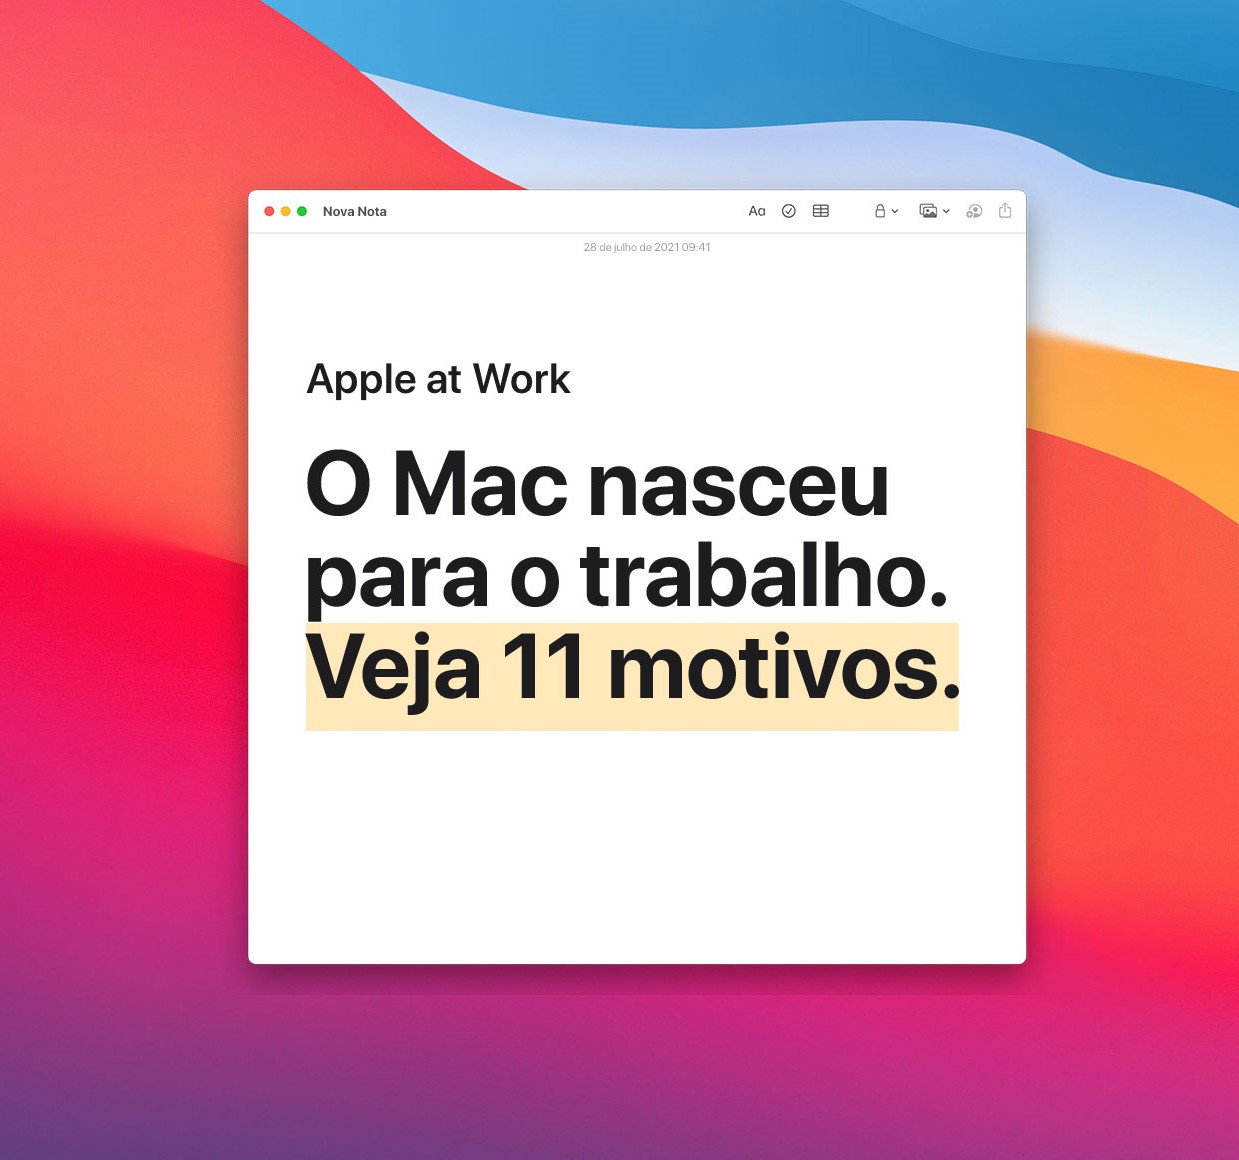 Nova Nota
Aa
28 de julho de 2021 09:41
Apple at Work
O Mac nasceu
para o trabalho.
Veja 11 motivos.